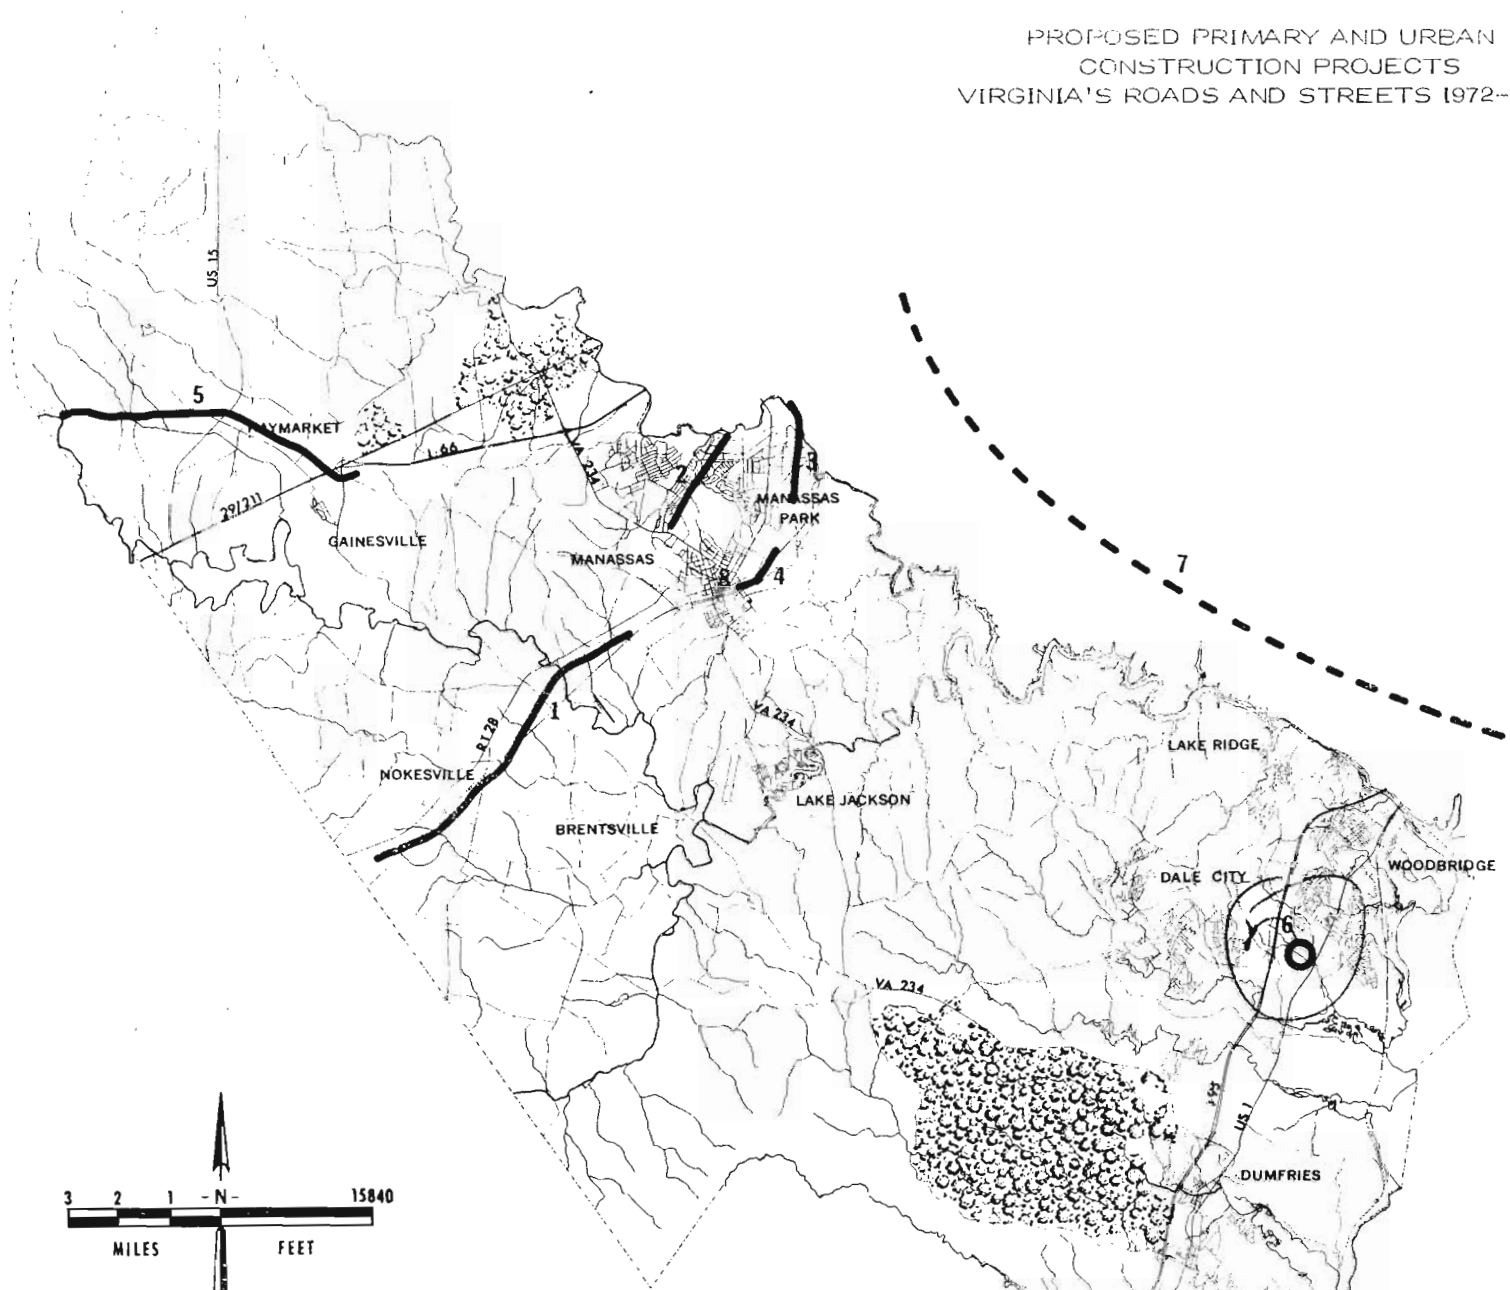 PROPOSED PRIMARY AND URBAN
CONSTRUCTION PROJECTS
VIRGINIA'S ROADS AND STREETS 1972--
US 15
5
HAYMARKET
I-66
VA 234
2
3
29/211
MANASSAS
PARK
GAINESVILLE
MANASSAS
8
4
7
1
RT 28
VA 234
NOKESVILLE
LAKE RIDGE
LAKE JACKSON
BRENTSVILLE
WOODBRIDGE
DALE CITY
6
VA 234
I-95
US 1
DUMFRIES
3 2 1 -N- 15840
MILES FEET